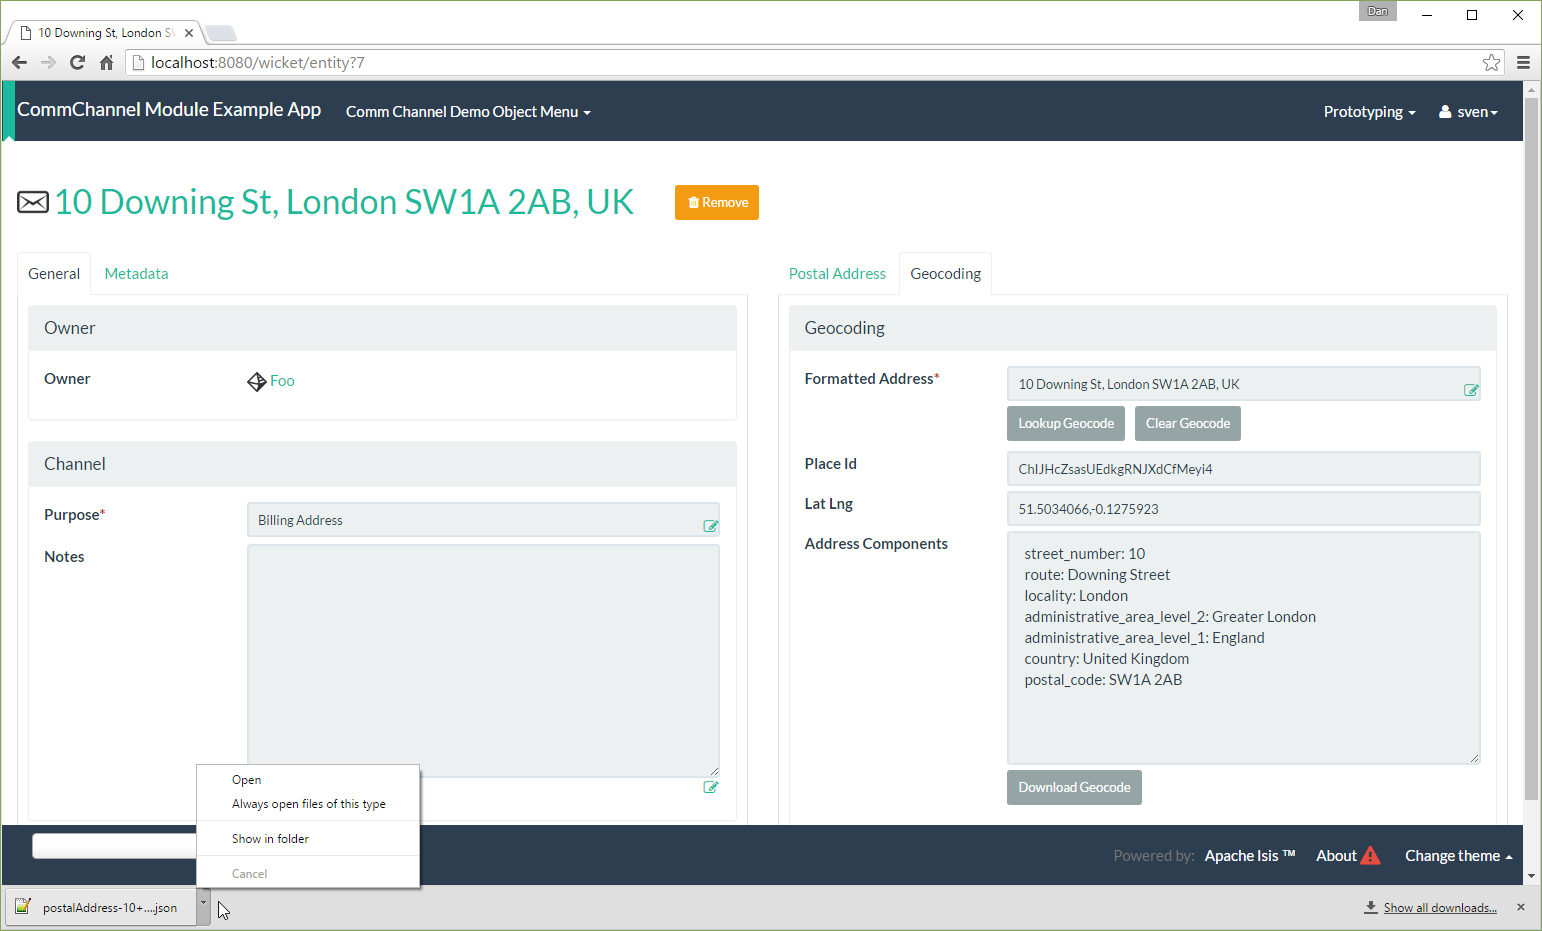 Dan
10 Downing St, London SW
localhost:8080/wicket/entity?7
CommChannel Module Example App
Comm Channel Demo Object Menu
Prototyping
sven
10 Downing St, London SW1A 2AB, UK
Remove
General
Metadata
Owner
Owner
Foo
Channel
Purpose*
Billing Address
Notes
Postal Address
Geocoding
Geocoding
Formatted Address*
10 Downing St, London SW1A 2AB, UK
Lookup Geocode
Clear Geocode
Place Id
ChIJHcZsasUEdkgRNJXdCfMeyi4
Lat Lng
51.5034066,-0.1275923
Address Components
street_number: 10
route: Downing Street
locality: London
administrative_area_level_2: Greater London
administrative_area_level_1: England
country: United Kingdom
postal_code: SW1A 2AB
Download Geocode
Open
Always open files of this type
Show in folder
Cancel
Powered by:
Apache Isis ™
About
Change theme
postalAddress-10+....json
Show all downloads...